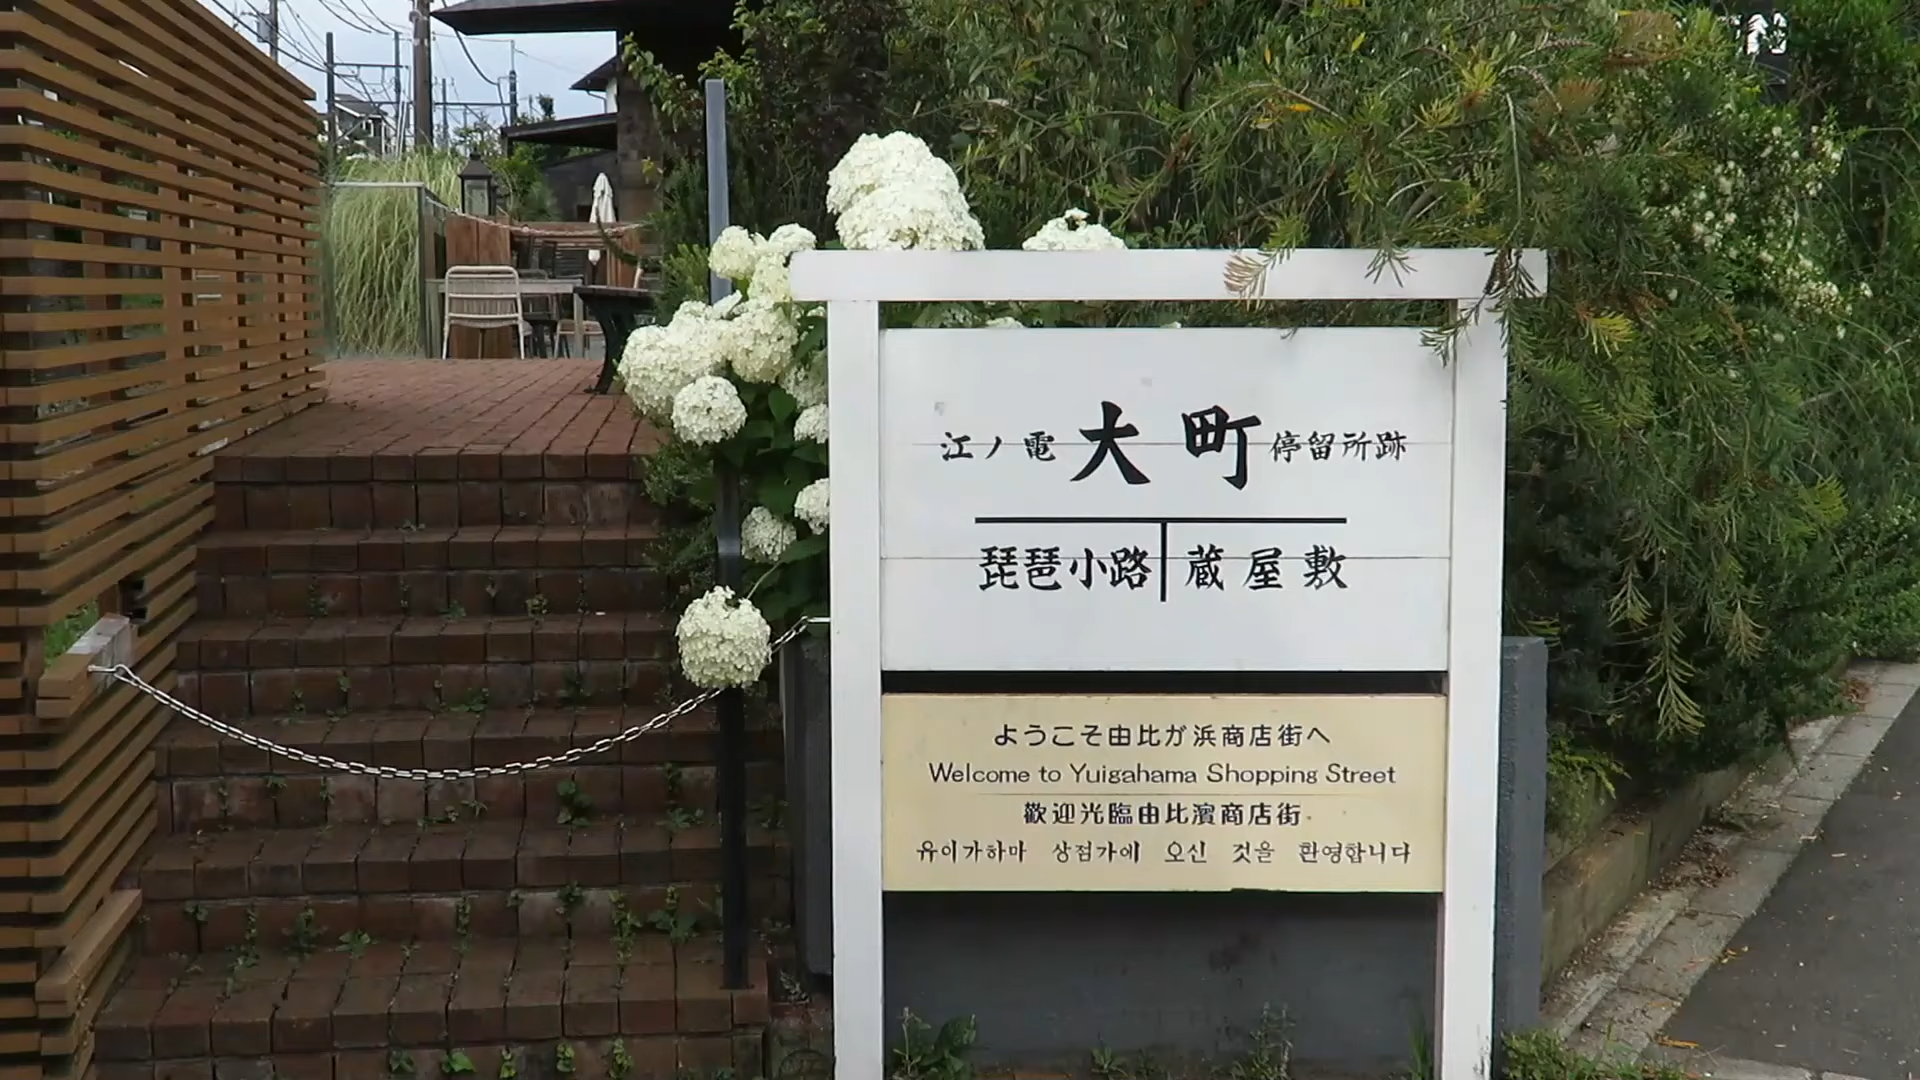 江ノ電 大町 停留所跡
琵琶小路 蔵屋敷
ようこそ由比が浜商店街へ
Welcome to Yuigahama Shopping Street
歡迎光臨由比濱商店街
유이가하마 상점가에 오신 것을 환영합니다